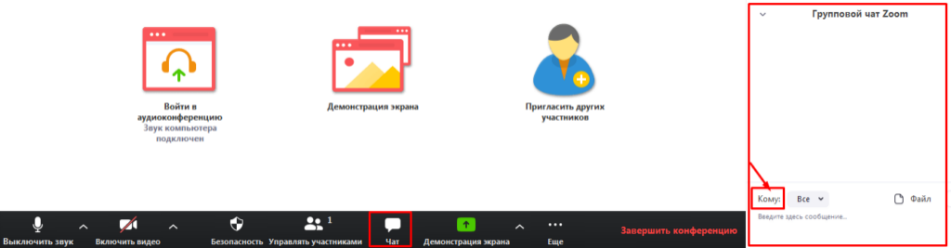 Групповой чат Zoom
Войти в
аудиоконференцию
Звук компьютера
подключен
Демонстрация экрана
Пригласить других
участников
Кому: Все Файл
Введите здесь сообщение...
1
Выключить звук Включить видео Безопасность Управлять участниками Чат Демонстрация экрана Еще
Завершить конференцию